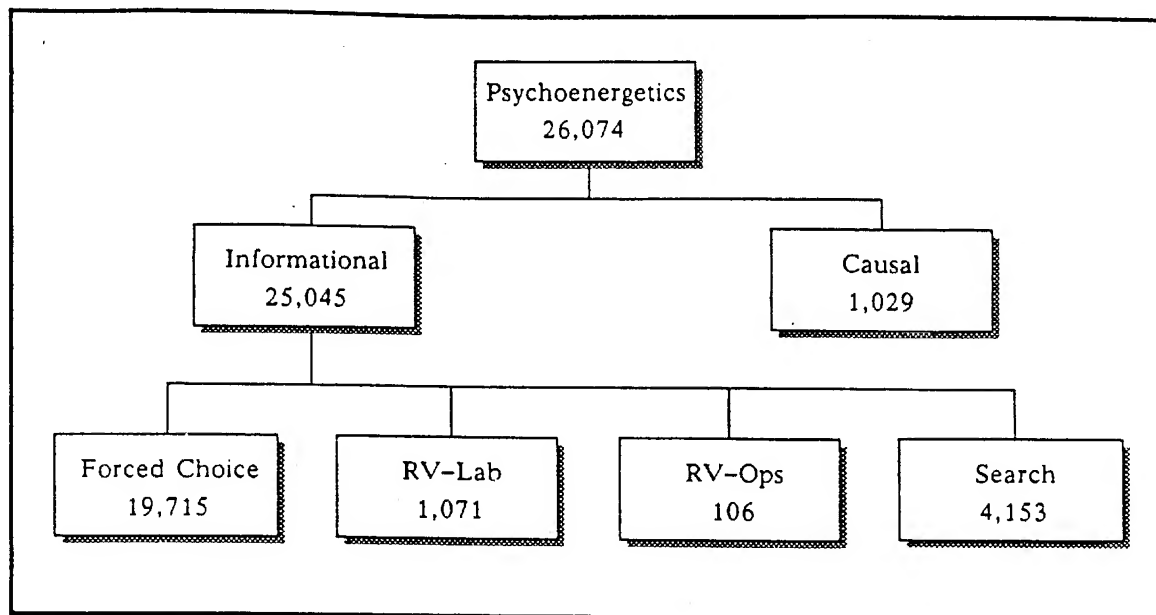 Psychoenergetics
26,074
Informational
25,045
Causal
1,029
Forced Choice
19,715
RV-Lab
1,071
RV-Ops
106
Search
4,153